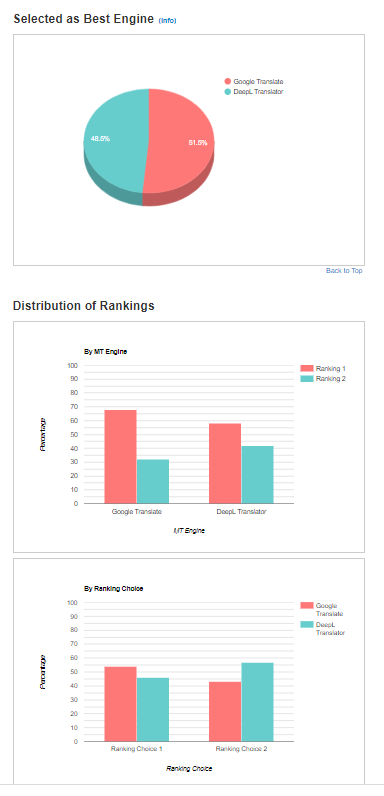 Selected as Best Engine (Info)
Google Translate
DeepL Translator
48.5%
51.5%
Back to Top
Distribution of Rankings
By MT Engine
100
90
80
70
60
50
40
30
20
10
0
Percentage
Ranking 1
Ranking 2
Google Translate
DeepL Translator
MT Engine
By Ranking Choice
100
90
80
70
60
50
40
30
20
10
0
Percentage
Google
Translate
DeepL
Translator
Ranking Choice 1
Ranking Choice 2
Ranking Choice